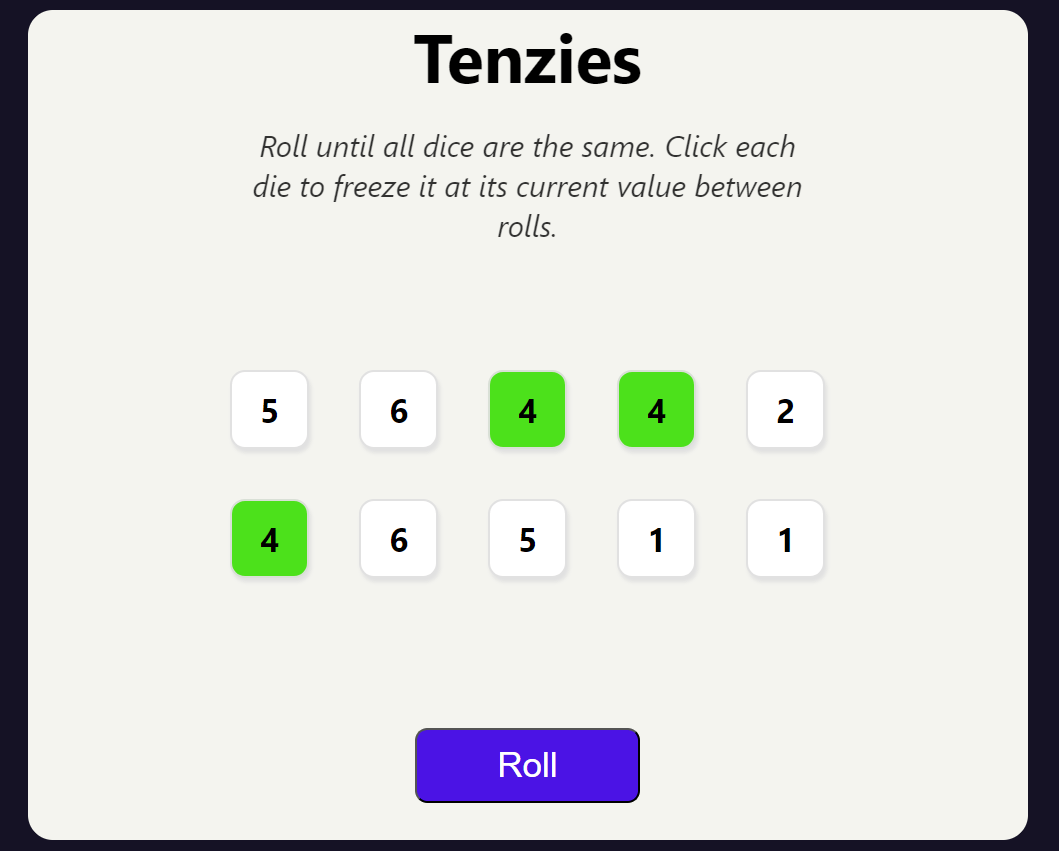 Tenzies
Roll until all dice are the same. Click each
die to freeze it at its current value between
rolls.
5 6 4 4 2
4 6 5 1 1
Roll